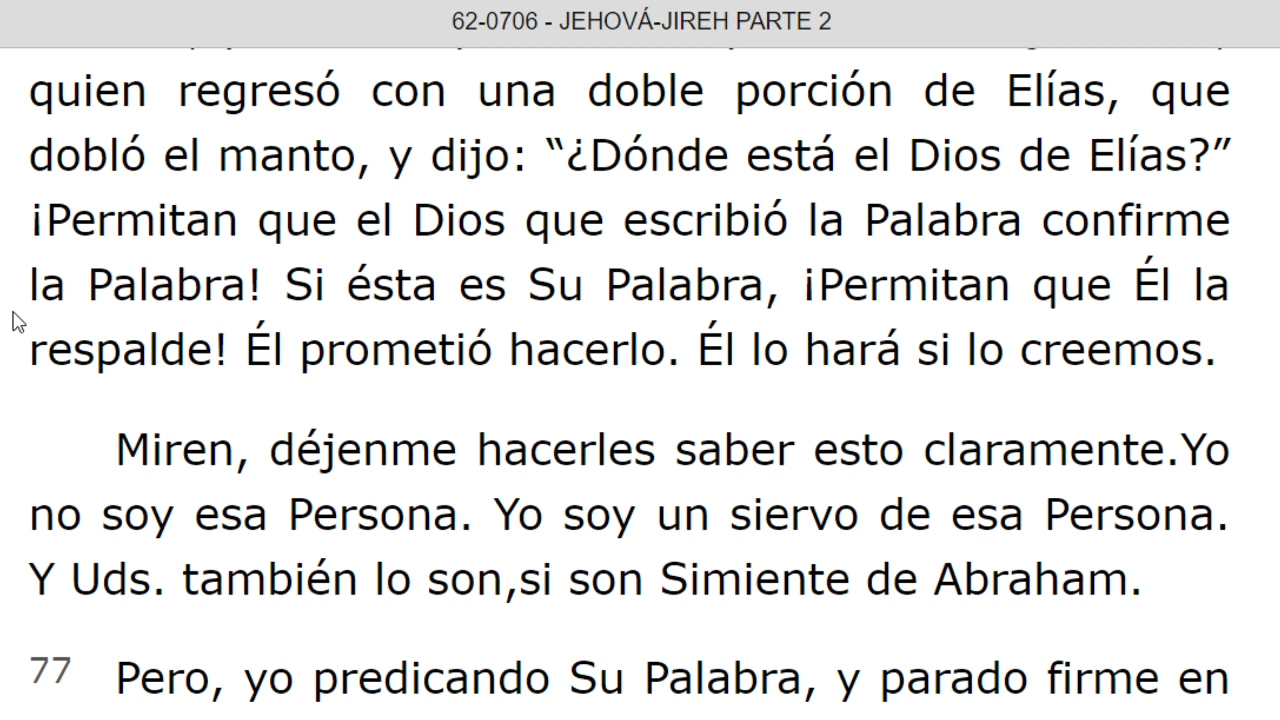 62-0706 - JEHOVÁ-JIREH PARTE 2
quien regresó con una doble porción de Elías, que
dobló el manto, y dijo: “¿Dónde está el Dios de Elías?”
¡Permitan que el Dios que escribió la Palabra confirme
la Palabra! Si ésta es Su Palabra, ¡Permitan que Él la
respalde! Él prometió hacerlo. Él lo hará si lo creemos.
Miren, déjenme hacerles saber esto claramente.Yo
no soy esa Persona. Yo soy un siervo de esa Persona.
Y Uds. también lo son,si son Simiente de Abraham.
77 Pero, yo predicando Su Palabra, y parado firme en